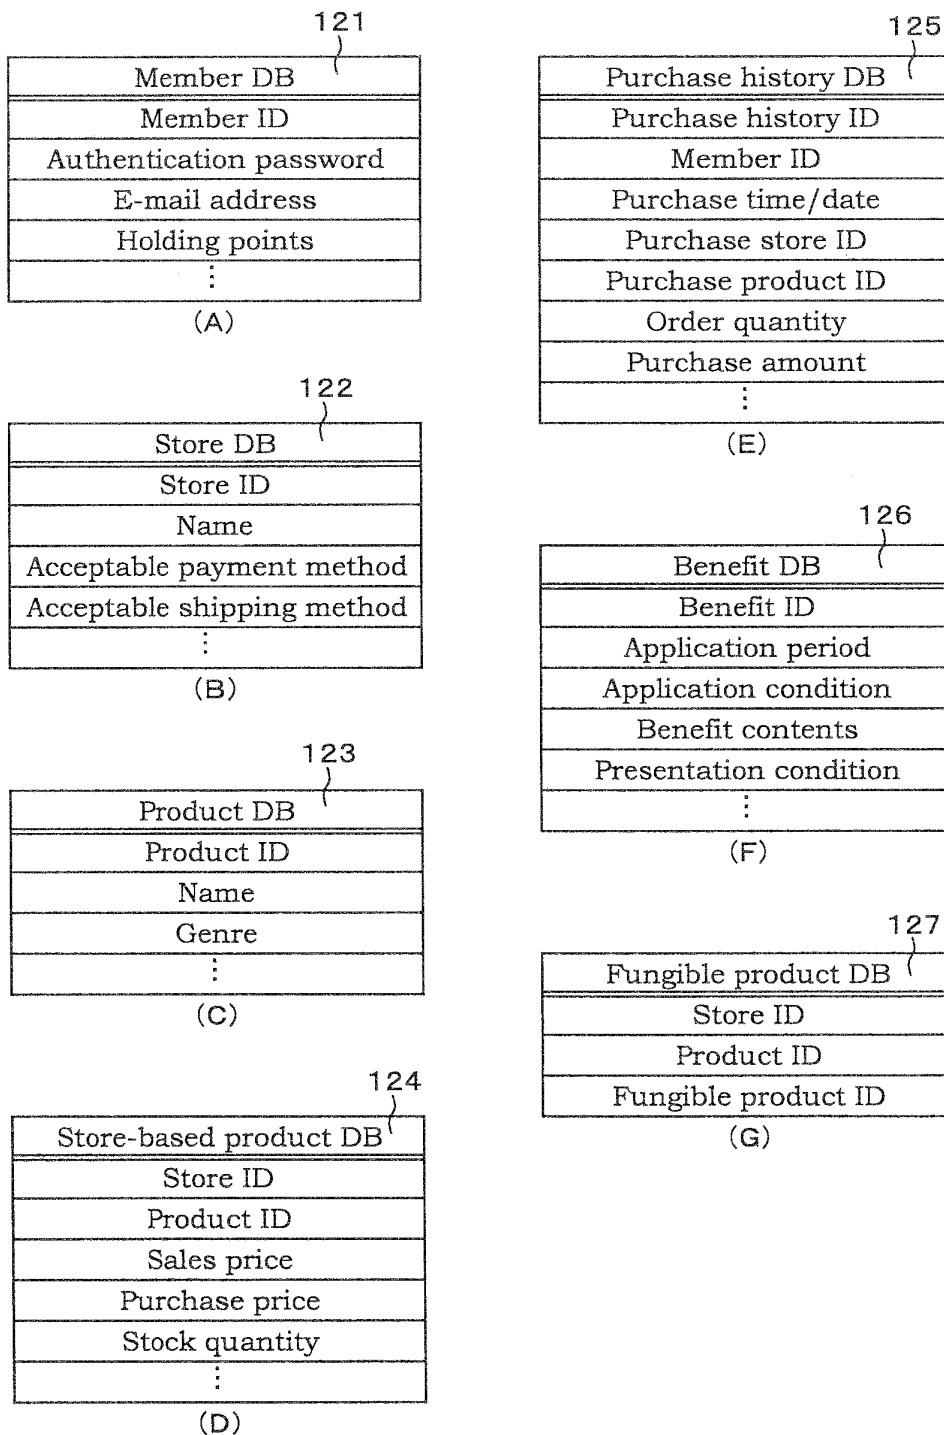 121
Member DB
Member ID
Authentication password
E-mail address
Holding points
⋮
(A)
122
Store DB
Store ID
Name
Acceptable payment method
Acceptable shipping method
⋮
(B)
123
Product DB
Product ID
Name
Genre
⋮
(C)
124
Store-based product DB
Store ID
Product ID
Sales price
Purchase price
Stock quantity
⋮
(D)
125
Purchase history DB
Purchase history ID
Member ID
Purchase time/date
Purchase store ID
Purchase product ID
Order quantity
Purchase amount
⋮
(E)
126
Benefit DB
Benefit ID
Application period
Application condition
Benefit contents
Presentation condition
⋮
(F)
127
Fungible product DB
Store ID
Product ID
Fungible product ID
(G)